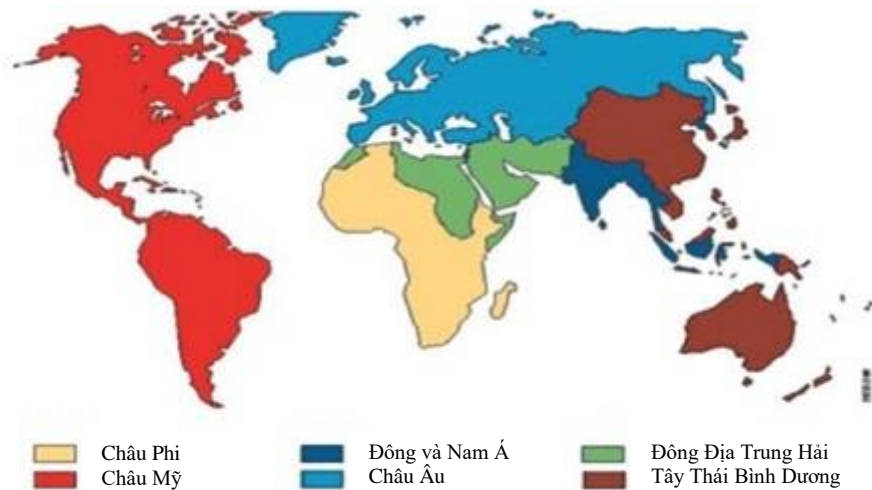 Châu Phi
Đông và Nam Á
Đông Địa Trung Hải
Châu Mỹ
Châu Âu
Tây Thái Bình Dương